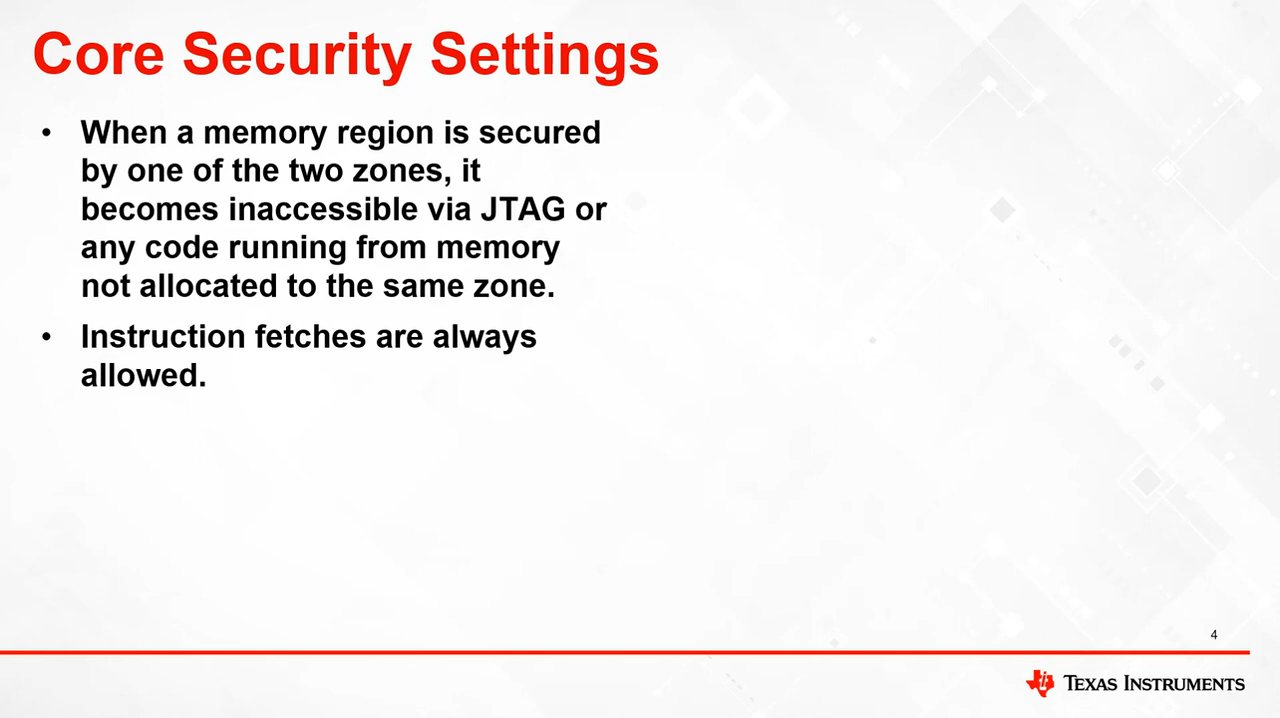 Core Security Settings
• When a memory region is secured
by one of the two zones, it
becomes inaccessible via JTAG or
any code running from memory
not allocated to the same zone.
• Instruction fetches are always
allowed.
4
TEXAS INSTRUMENTS